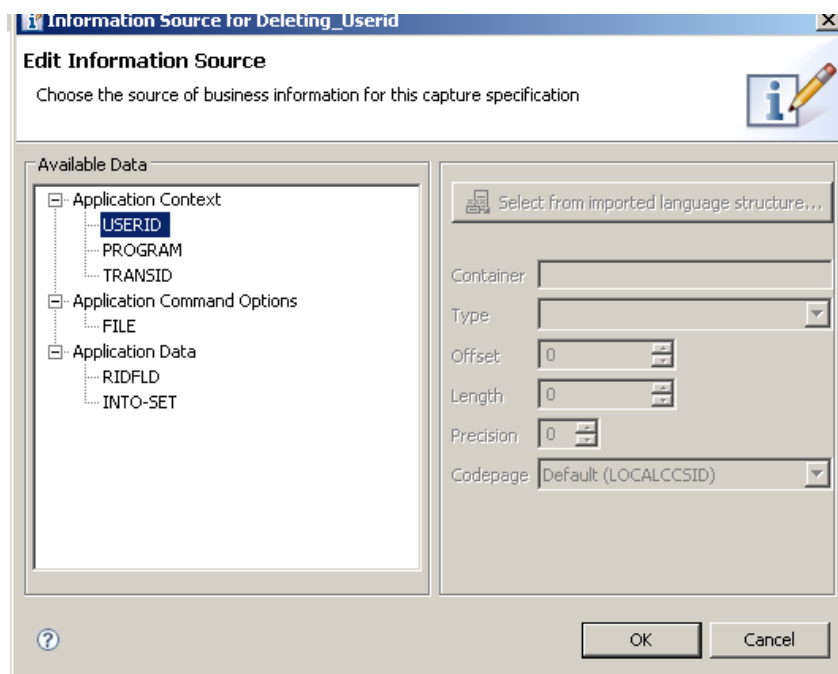 Information Source for Deleting_Userid
Edit Information Source
Choose the source of business information for this capture specification
Available Data
Application Context
USERID
PROGRAM
TRANSID
Application Command Options
FILE
Application Data
RIDFLD
INTO-SET
Select from imported language structure...
Container
Type
Offset 0
Length 0
Precision 0
Codepage Default (LOCALCCSID)
OK Cancel